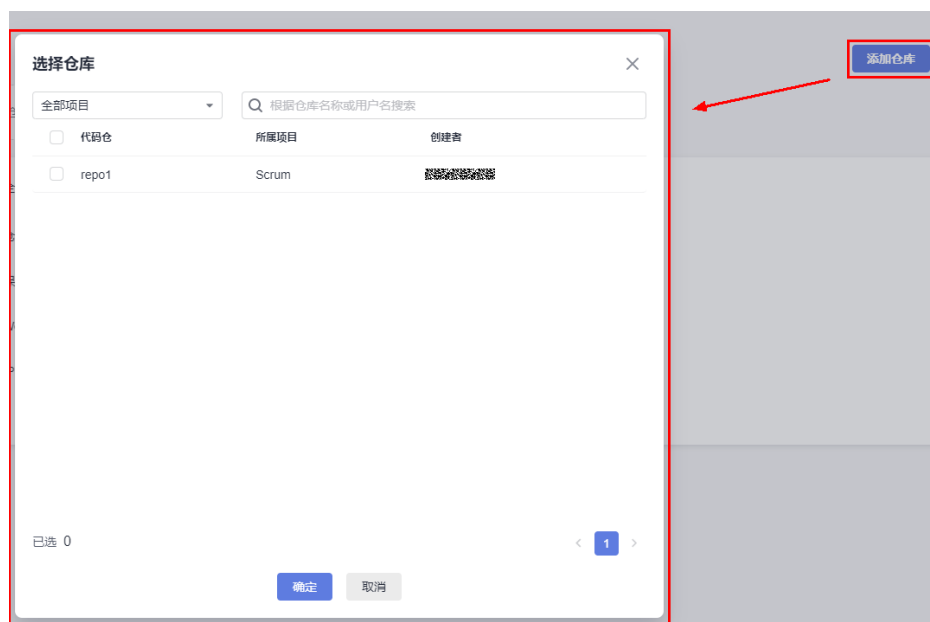 选择仓库
添加仓库
全部项目
根据仓库名称或用户名搜索
代码仓 所属项目 创建者
repo1 Scrum
已选 0
1
确定 取消